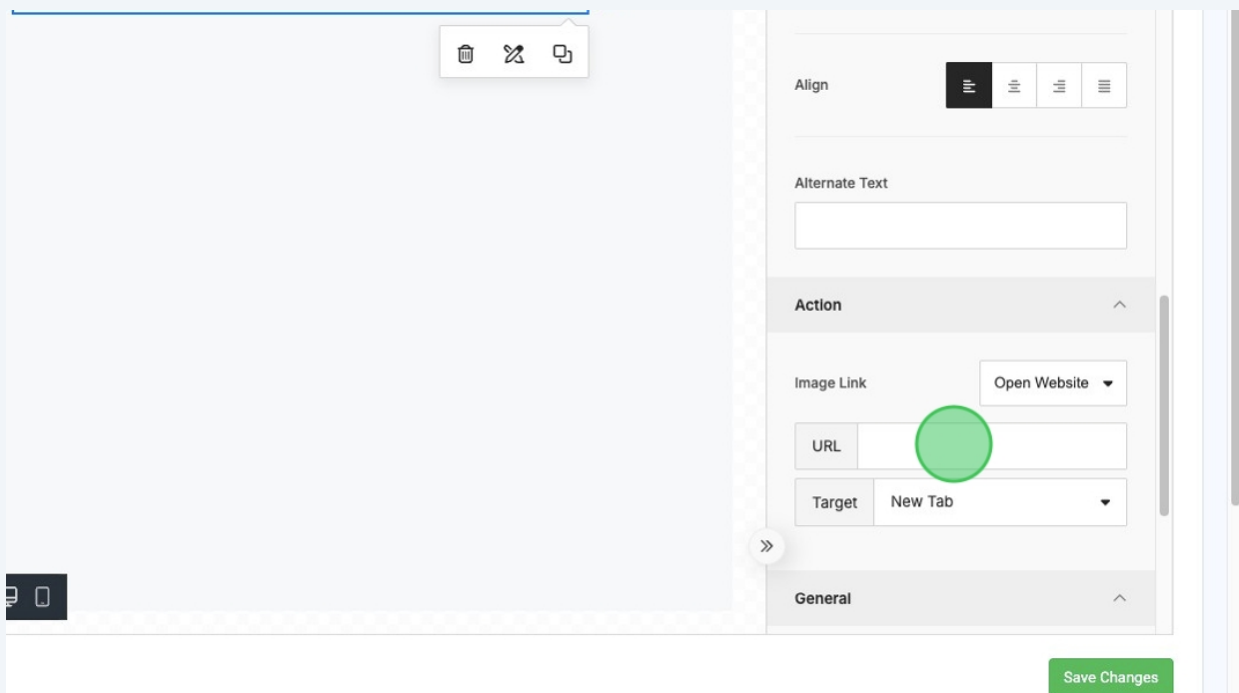 Align
Alternate Text
Action
Image Link
Open Website
URL
Target
New Tab
General
Save Changes